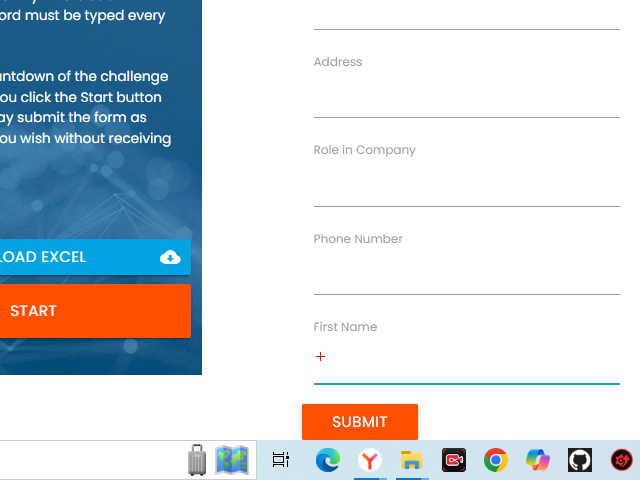 ord must be typed every
untdown of the challenge
ou click the Start button
ay submit the form as
ou wish without receiving
LOAD EXCEL
START
Address
Role in Company
Phone Number
First Name
SUBMIT